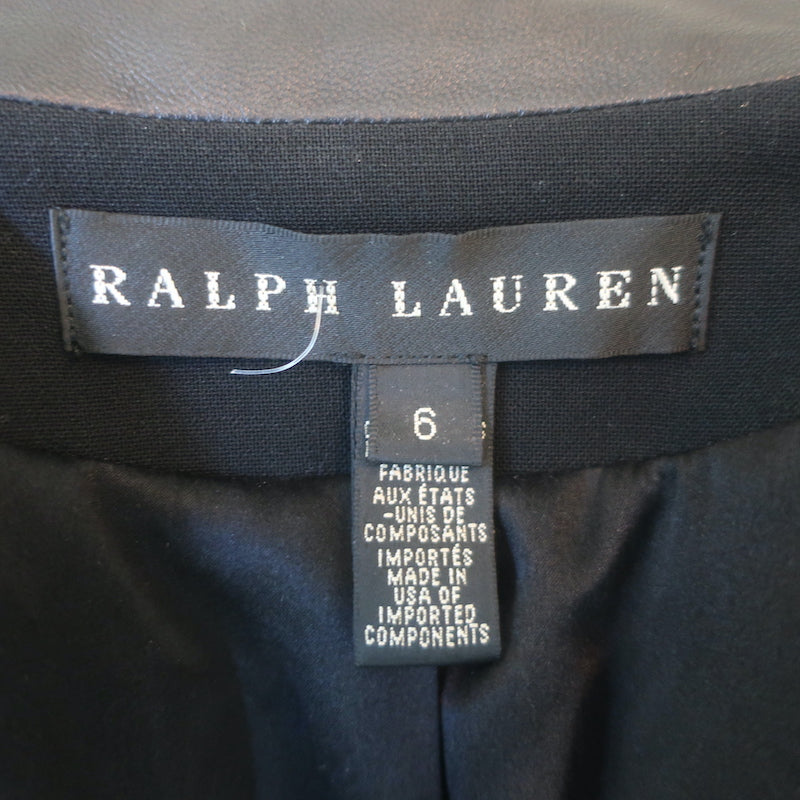 RALPH LAUREN
6
FABRIQUE
AUX ÉTATS
-UNIS DE
COMPOSANTS
IMPORTÉS
MADE IN
USA OF
IMPORTED
COMPONENTS